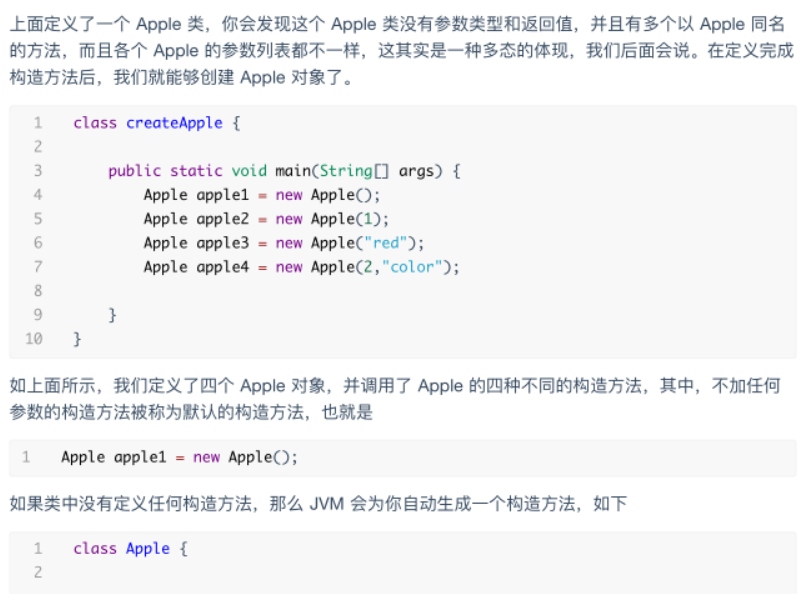 上面定义了一个 Apple 类，你会发现这个 Apple 类没有参数类型和返回值，并且有多个以 Apple 同名
的方法，而且各个 Apple 的参数列表都不一样，这其实是一种多态的体现，我们后面会说。在定义完成
构造方法后，我们就能够创建 Apple 对象了。
1 class createApple {
2
3 public static void main(String[] args) {
4 Apple apple1 = new Apple();
5 Apple apple2 = new Apple(1);
6 Apple apple3 = new Apple("red");
7 Apple apple4 = new Apple(2,"color");
8
9 }
10 }
如上面所示，我们定义了四个 Apple 对象，并调用了 Apple 的四种不同的构造方法，其中，不加任何
参数的构造方法被称为默认的构造方法，也就是
1 Apple apple1 = new Apple();
如果类中没有定义任何构造方法，那么 JVM 会为你自动生成一个构造方法，如下
1 class Apple {
2